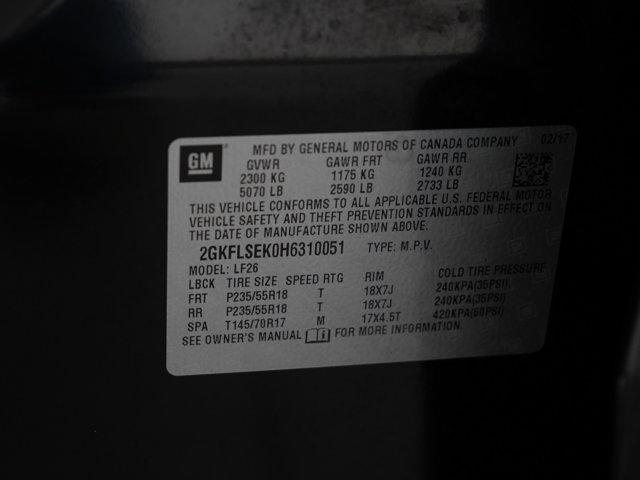 GM
MFD BY GENERAL MOTORS OF CANADA COMPANY 02/17
GVWR GAWR FRT GAWR RR
2300 KG 1175 KG 1240 KG
5070 LB 2590 LB 2733 LB
THIS VEHICLE CONFORMS TO ALL APPLICABLE U.S. FEDERAL MOTOR
VEHICLE SAFETY AND THEFT PREVENTION STANDARDS IN EFFECT ON
THE DATE OF MANUFACTURE SHOWN ABOVE.
2GKFLSEK0H6310051 TYPE: M.P.V.
MODEL: LF26
LBCK TIRE SIZE SPEED RTG RIM COLD TIRE PRESSURE
FRT P235/55R18 T 18X7J 240KPA(35PSI)
RR P235/55R18 T 18X7J 240KPA(35PSI)
SPA T145/70R17 M 17X4.5T 420KPA(60PSI)
SEE OWNER'S MANUAL FOR MORE INFORMATION.